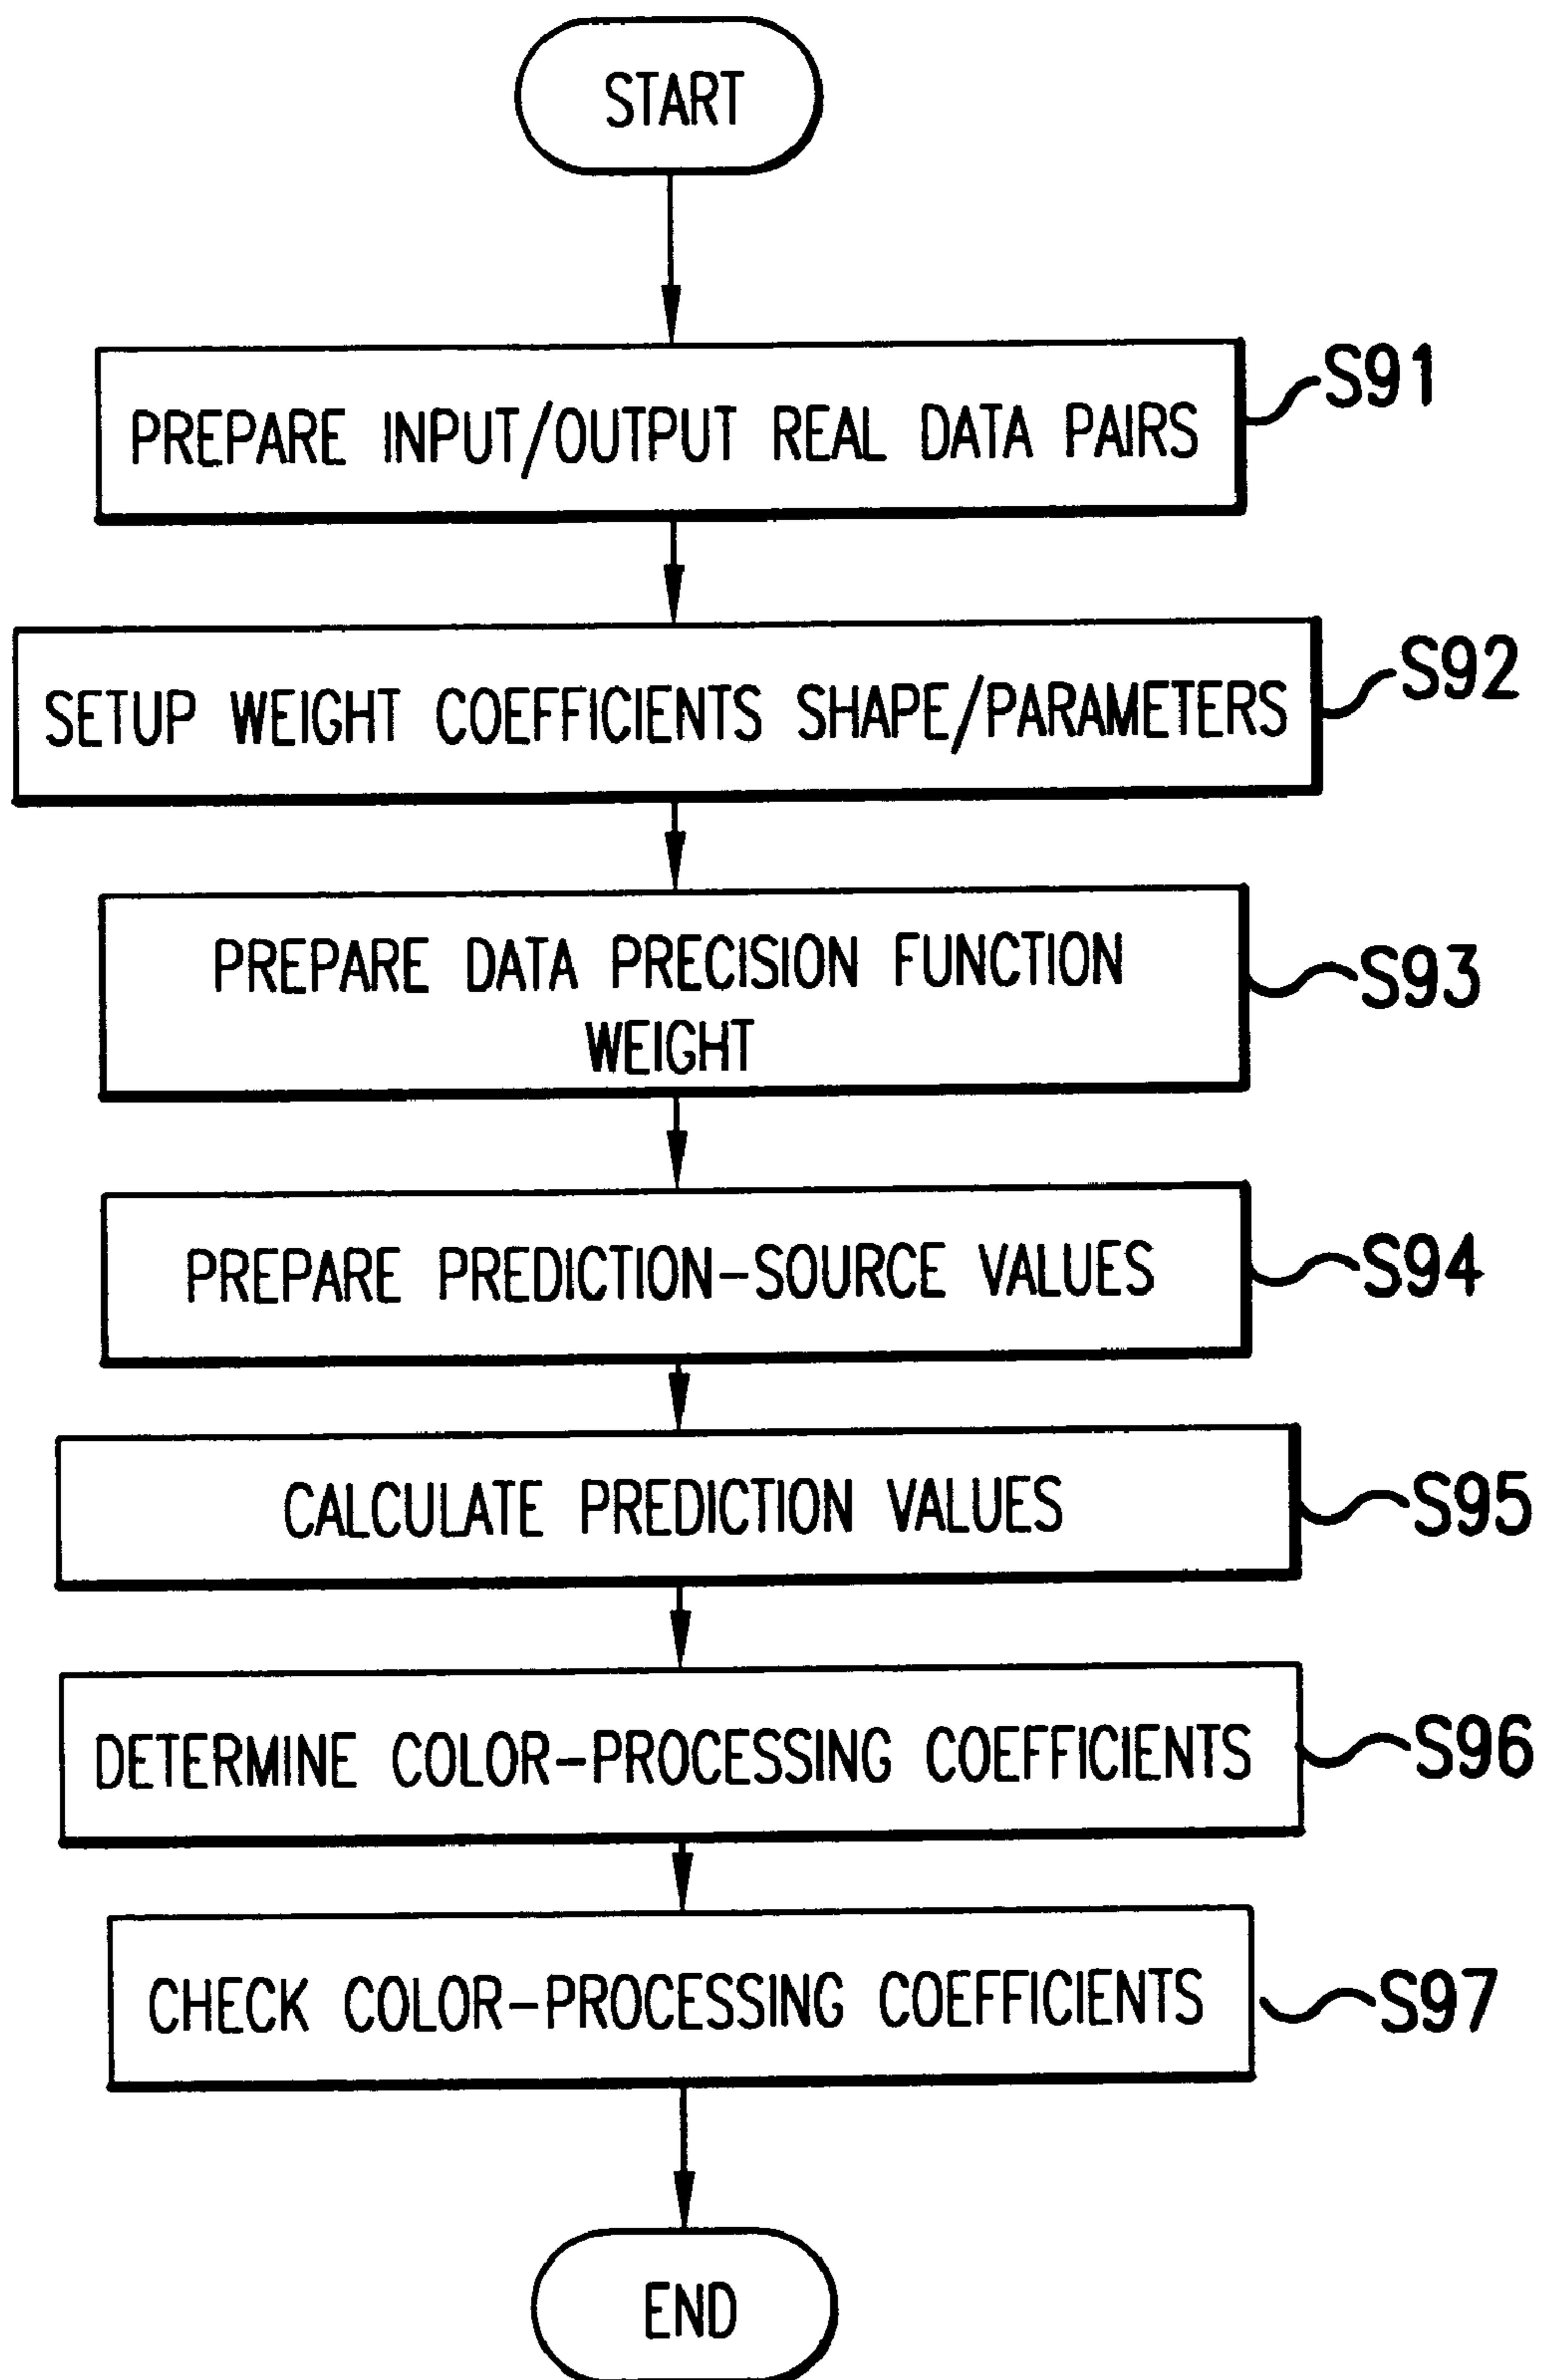 START
PREPARE INPUT/OUTPUT REAL DATA PAIRS
S91
SETUP WEIGHT COEFFICIENTS SHAPE/PARAMETERS
S92
PREPARE DATA PRECISION FUNCTION
WEIGHT
S93
PREPARE PREDICTION-SOURCE VALUES
S94
CALCULATE PREDICTION VALUES
S95
DETERMINE COLOR-PROCESSING COEFFICIENTS
S96
CHECK COLOR-PROCESSING COEFFICIENTS
S97
END